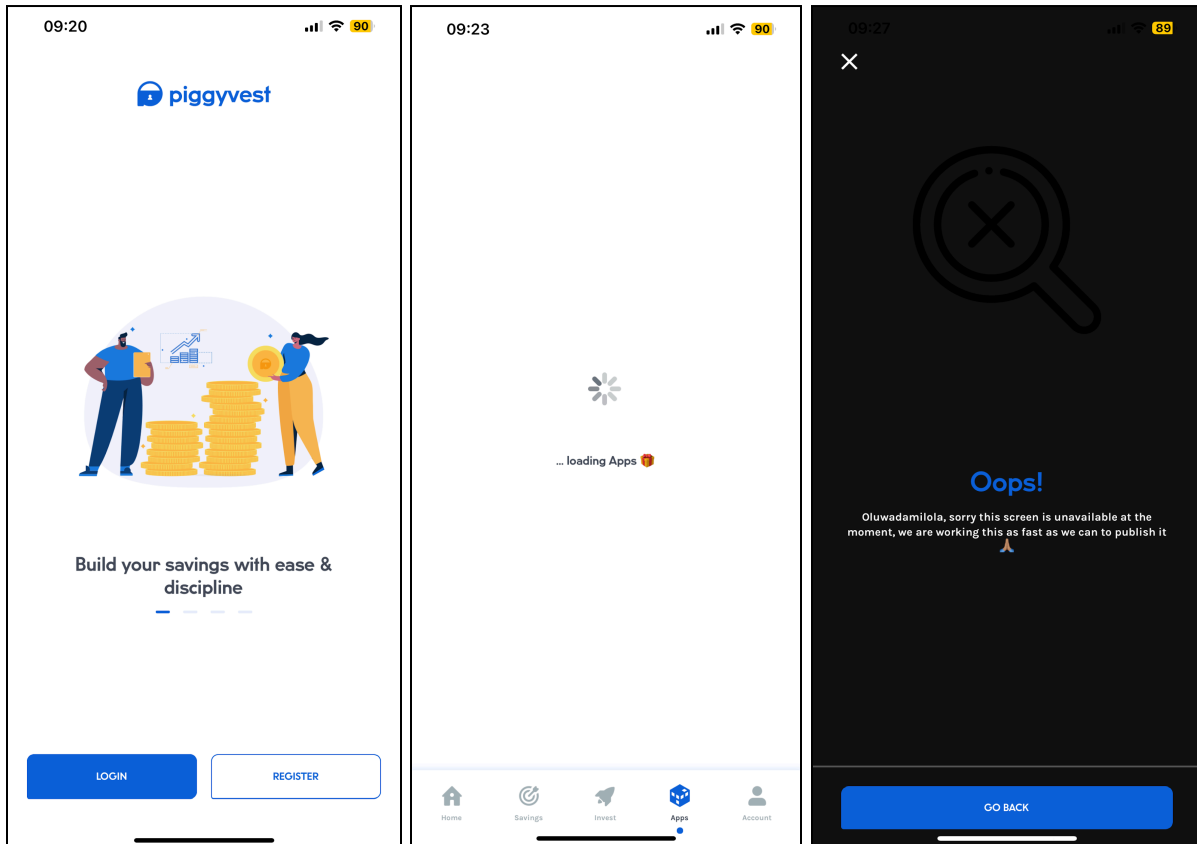 09:20
90
piggyvest
Build your savings with ease &
discipline
LOGIN
REGISTER
09:23
90
... loading Apps 🎁
Home
Savings
Invest
Apps
Account
09:27
89
Oops!
Oluwadamilola, sorry this screen is unavailable at the
moment, we are working this as fast as we can to publish it
🙏🏽
GO BACK